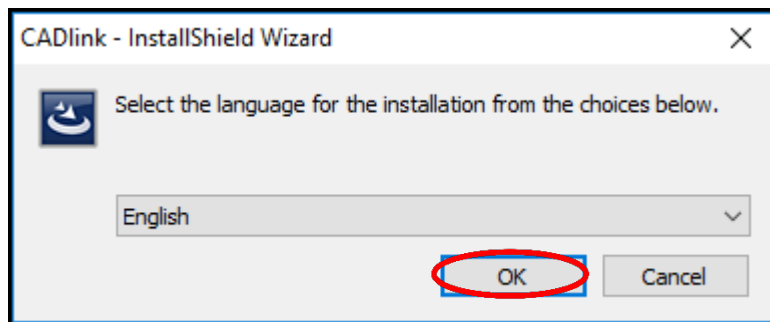 CADlink - InstallShield Wizard
Select the language for the installation from the choices below.
English
OK
Cancel